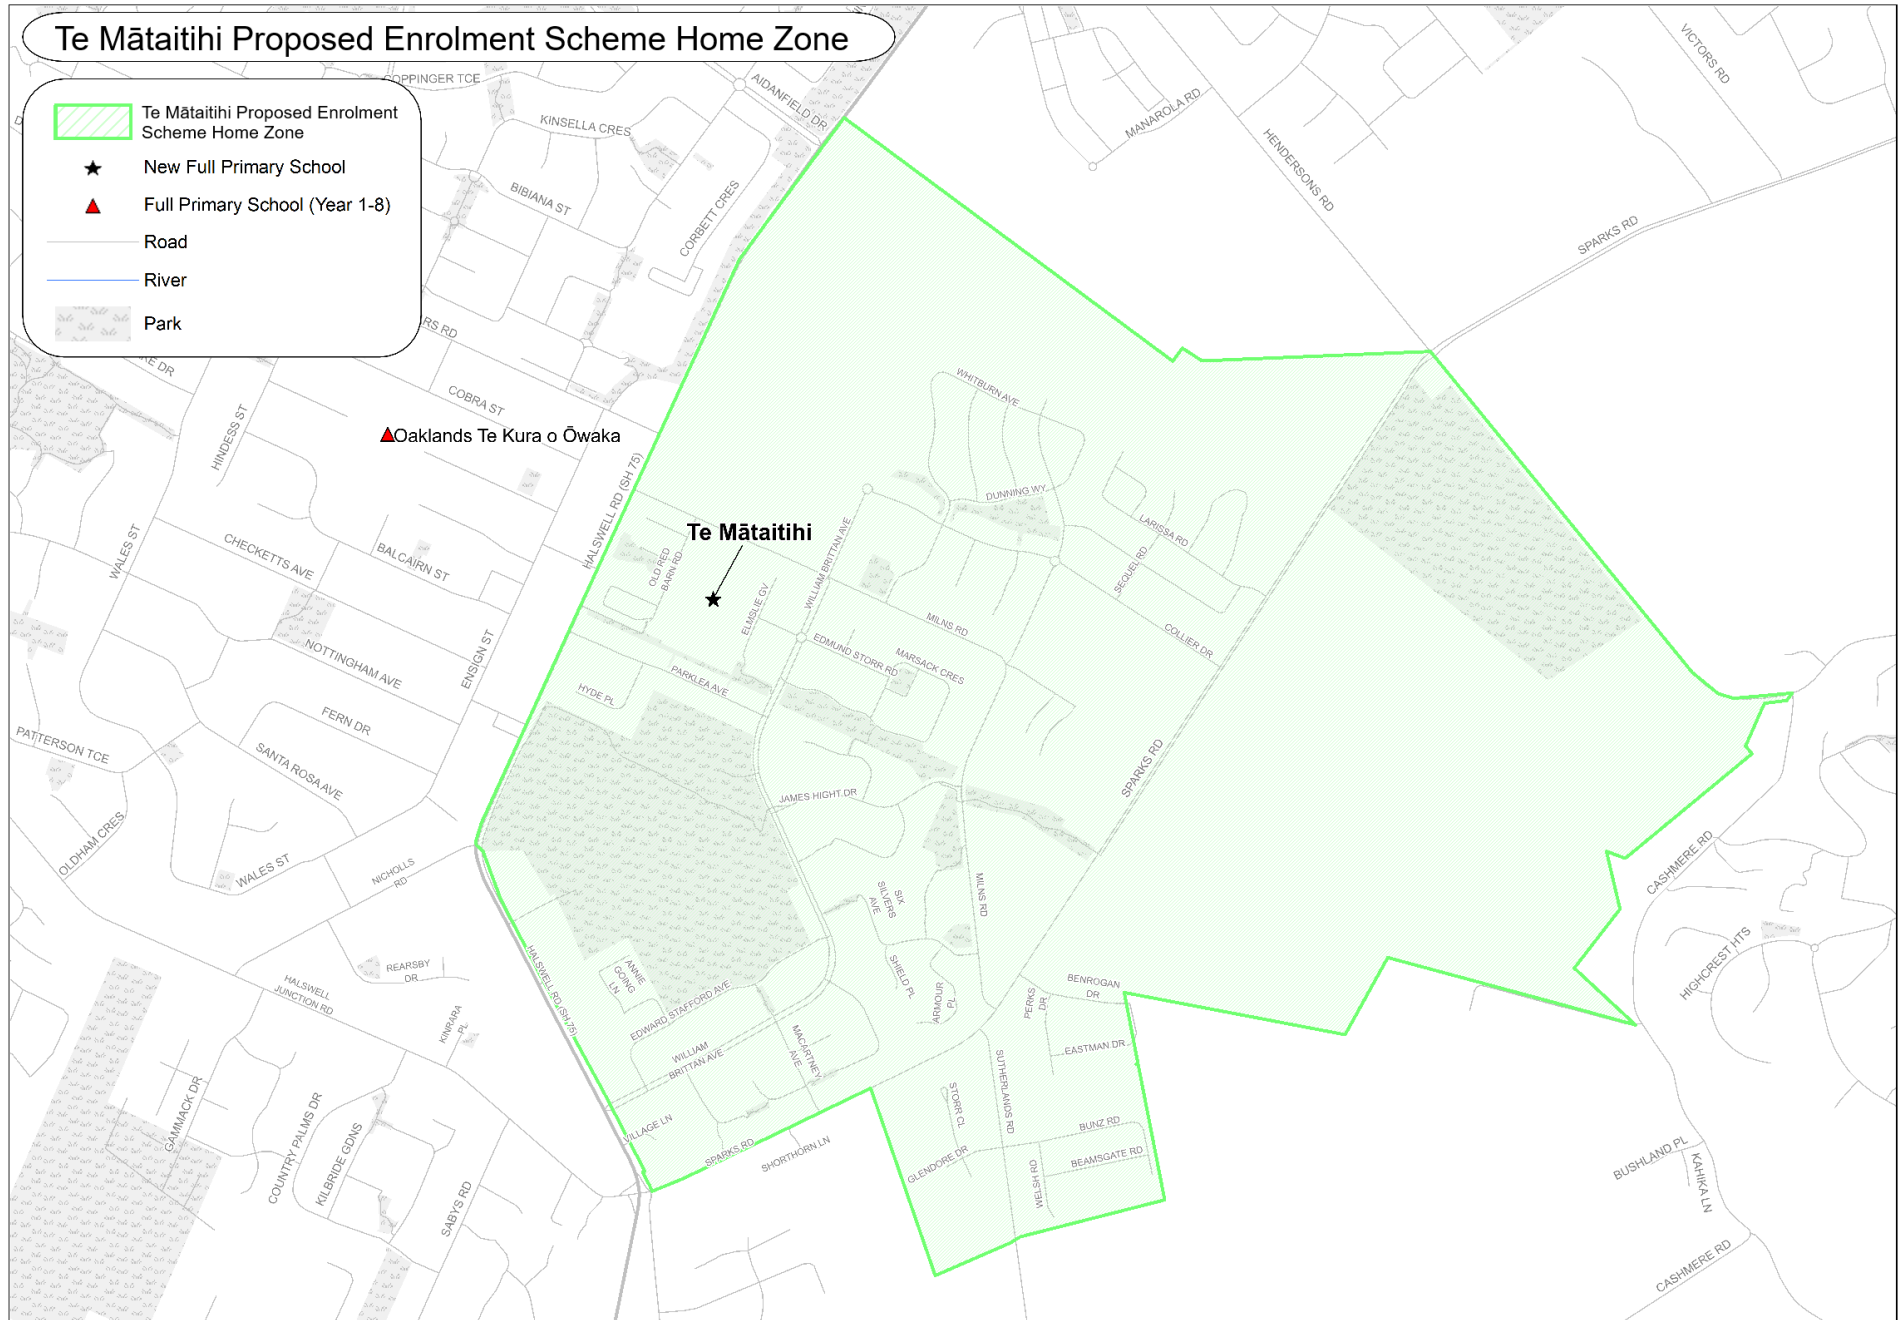 Te Mātaitihi Proposed Enrolment Scheme Home Zone
Te Mātaitihi Proposed Enrolment
Scheme Home Zone
New Full Primary School
Full Primary School (Year 1-8)
Road
River
Park
COPPINGER TCE
AIDANFIELD DR
KINSELLA CRES
BIBIANA ST
CORBETT CRES
MANAROLA RD
HENDERSONS RD
VICTORS RD
SPARKS RD
RS RD
KE DR
COBRA ST
HINDESS ST
Oaklands Te Kura o Ōwaka
HALSWELL RD (SH 75)
WHITBURN AVE
DUNNING WY
LARISSA RD
SEQUEL RD
COLLIER DR
Te Mātaitihi
OLD RED
BARN RD
ELMSLIE GV
WILLIAM BRITTAN AVE
MILNS RD
EDMUND STORR RD
MARSACK CRES
PARKLEA AVE
HYDE PL
WALES ST
CHECKETTS AVE
BALCAIRN ST
NOTTINGHAM AVE
ENSIGN ST
FERN DR
SANTA ROSA AVE
PATTERSON TCE
OLDHAM CRES
WALES ST
NICHOLLS
RD
JAMES HIGHT DR
SPARKS RD
SIX
SILVERS
AVE
MILNS RD
SHIELD PL
ARMOUR
PL
PERKS
DR
BENROGAN
DR
EASTMAN DR
CASHMERE RD
HIGHCREST HTS
REARSBY
DR
HALSWELL
JUNCTION RD
KINRARA
PL
HALSWELL RD (SH 75)
ANNIE
GOING
LN
EDWARD STAFFORD AVE
WILLIAM
BRITTAN AVE
MACARTNEY
AVE
VILLAGE LN
SPARKS RD
SHORTHORN LN
STORR CL
SUTHERLANDS RD
GLENDORE DR
BUNZ RD
BEAMSGATE RD
WELSH RD
GAMMACK DR
COUNTRY PALMS DR
KILBRIDE GDNS
SABYS RD
BUSHLAND PL
KAHIKA LN
CASHMERE RD